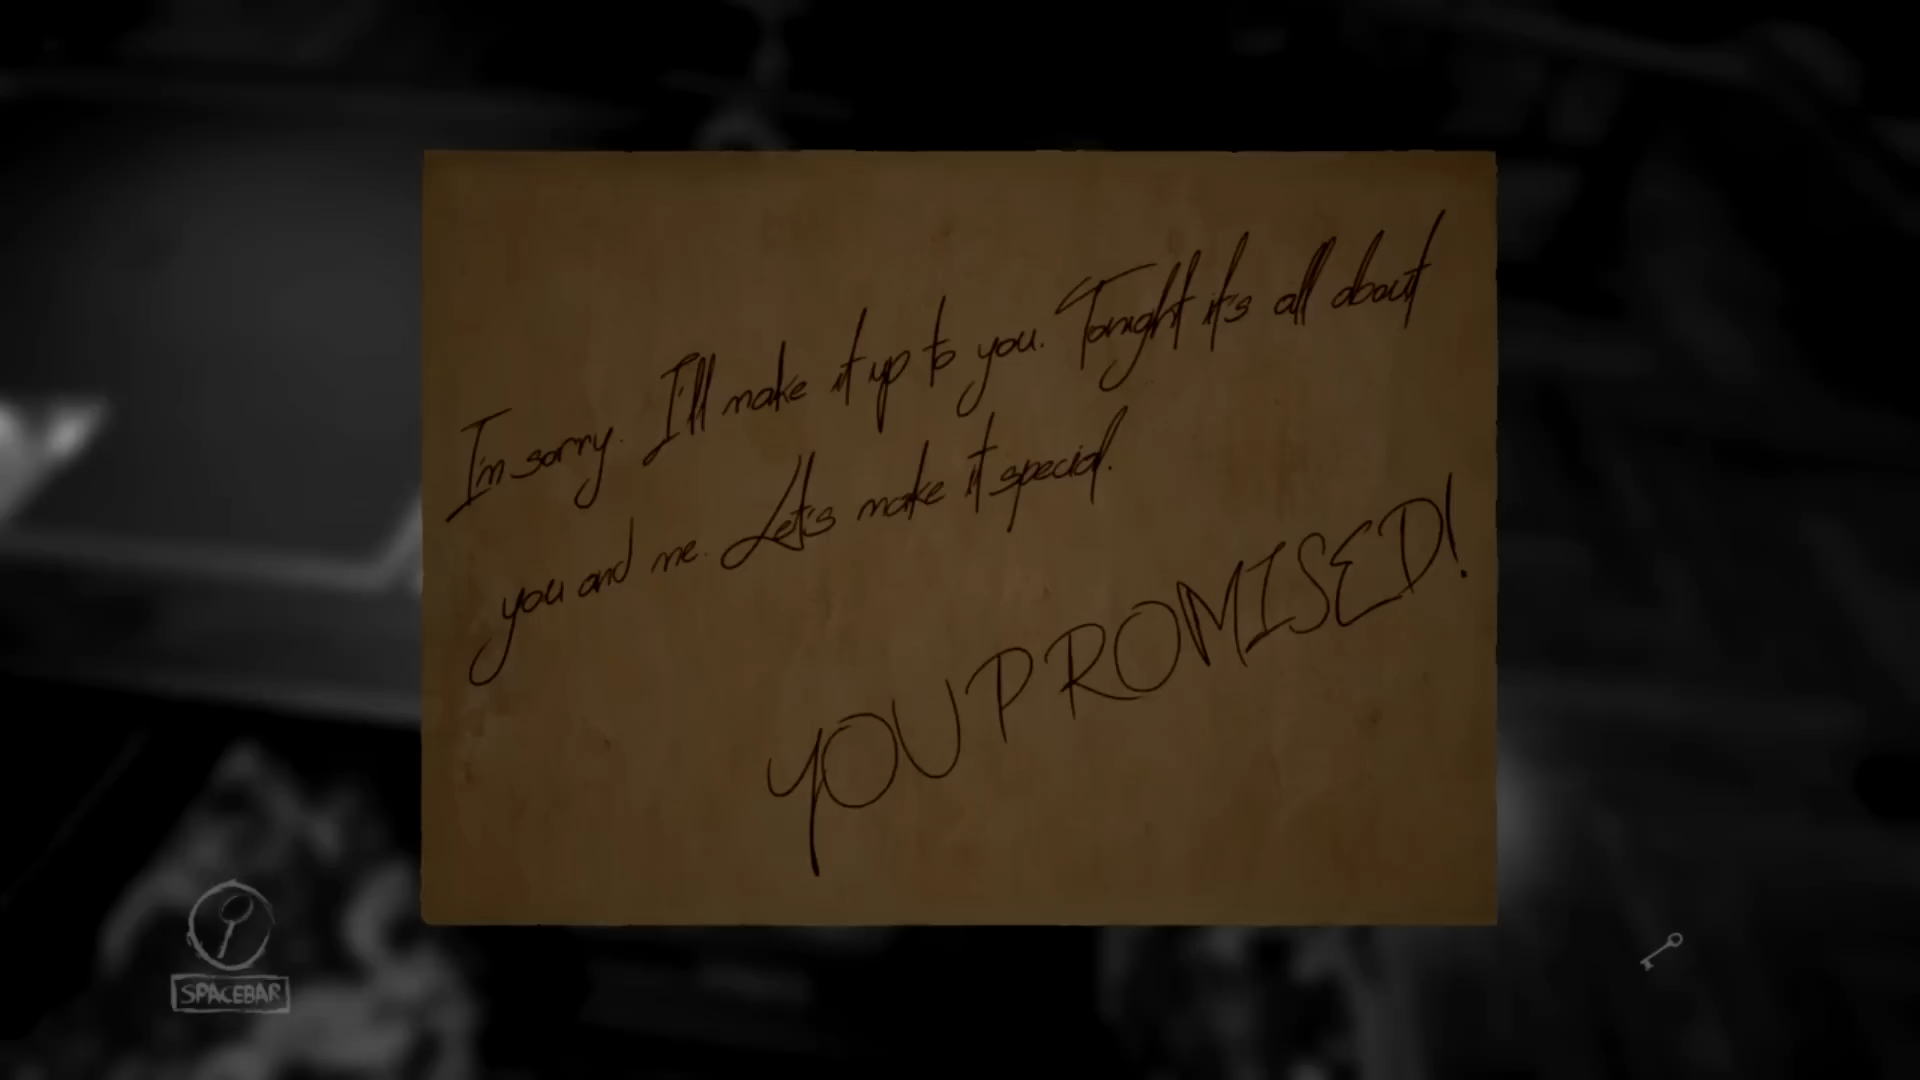 I'm sorry. I'll make it up to you. Tonight it's all about
you and me. Let's make it special.
YOU PROMISED!
SPACEBAR